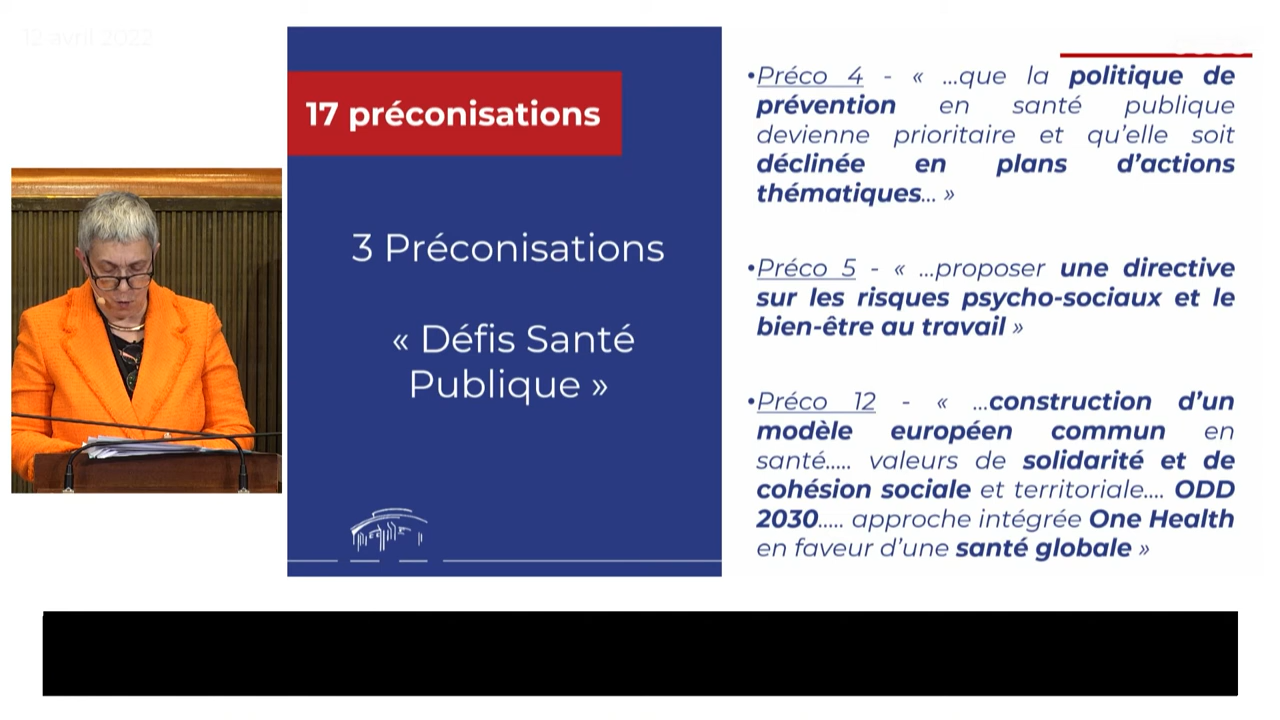 12 avril 2022
17 préconisations
3 Préconisations
« Défis Santé
Publique »
•Préco 4 - « ...que la politique de
prévention en santé publique
devienne prioritaire et qu'elle soit
déclinée en plans d'actions
thématiques... »
•Préco 5 - « ...proposer une directive
sur les risques psycho-sociaux et le
bien-être au travail »
•Préco 12 - « ...construction d'un
modèle européen commun en
santé..... valeurs de solidarité et de
cohésion sociale et territoriale.... ODD
2030..... approche intégrée One Health
en faveur d'une santé globale »